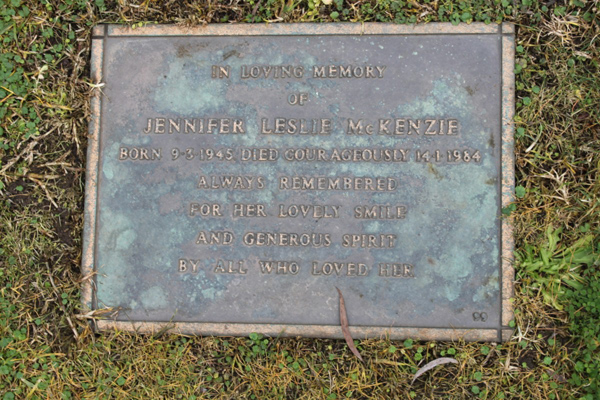 IN LOVING MEMORY
OF
JENNIFER LESLIE McKENZIE
BORN 9·3·1945 DIED COURAGEOUSLY 14·1·1984
ALWAYS REMEMBERED
FOR HER LOVELY SMILE
AND GENEROUS SPIRIT
BY ALL WHO LOVED HER